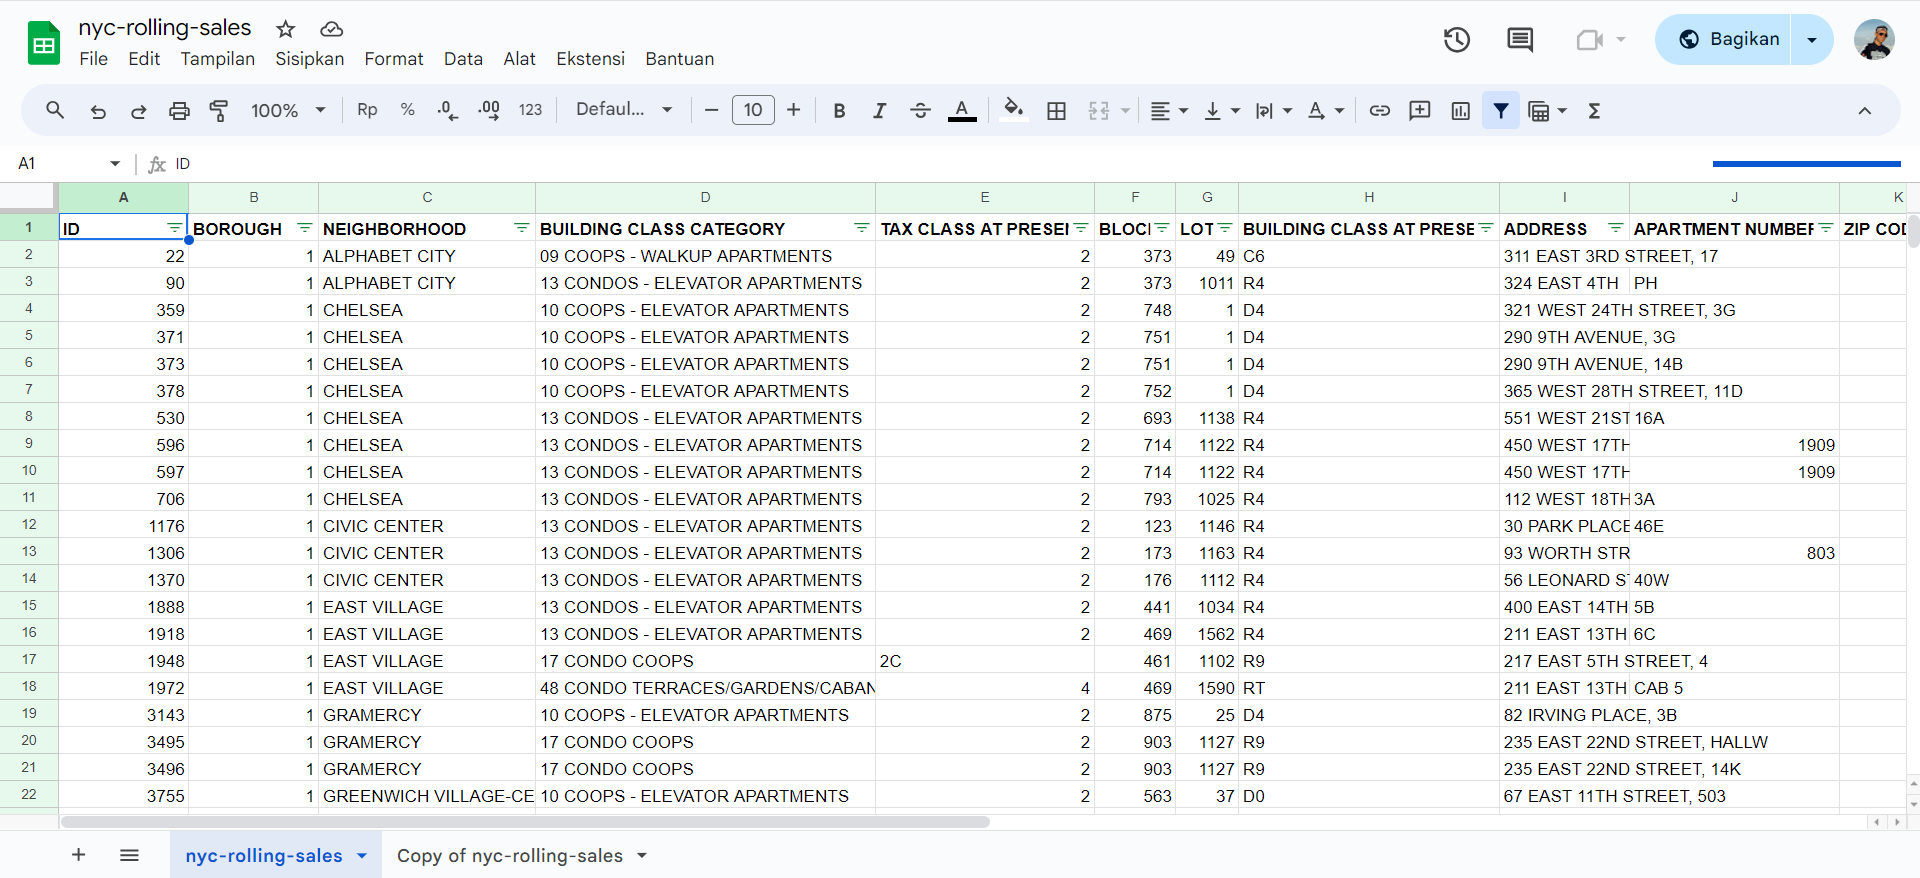 nyc-rolling-sales
File Edit Tampilan Sisipkan Format Data Alat Ekstensi Bantuan
Bagikan
100% Rp % .0 .00 123 Defaul... 10 B I A A Σ
A1 fx ID
A B C D E F G H I J K
1 ID BOROUGH NEIGHBORHOOD BUILDING CLASS CATEGORY TAX CLASS AT PRESE LOT BUILDING CLASS AT PRESE ADDRESS APARTMENT NUMBER ZIP
2 22 1 ALPHABET CITY 09 COOPS - WALKUP APARTMENTS 2 373 49 C6 311 EAST 3RD STREET, 17
3 90 1 ALPHABET CITY 13 CONDOS - ELEVATOR APARTMENTS 2 373 1011 R4 324 EAST 4TH PH
4 359 1 CHELSEA 10 COOPS - ELEVATOR APARTMENTS 2 748 1 D4 321 WEST 24TH STREET, 3G
5 371 1 CHELSEA 10 COOPS - ELEVATOR APARTMENTS 2 751 1 D4 290 9TH AVENUE, 3G
6 373 1 CHELSEA 10 COOPS - ELEVATOR APARTMENTS 2 751 1 D4 290 9TH AVENUE, 14B
7 378 1 CHELSEA 10 COOPS - ELEVATOR APARTMENTS 2 752 1 D4 365 WEST 28TH STREET, 11D
8 530 1 CHELSEA 13 CONDOS - ELEVATOR APARTMENTS 2 693 1138 R4 551 WEST 21ST 16A
9 596 1 CHELSEA 13 CONDOS - ELEVATOR APARTMENTS 2 714 1122 R4 450 WEST 17TH 1909
10 597 1 CHELSEA 13 CONDOS - ELEVATOR APARTMENTS 2 714 1122 R4 450 WEST 17TH 1909
11 706 1 CHELSEA 13 CONDOS - ELEVATOR APARTMENTS 2 793 1025 R4 112 WEST 18TH 3A
12 1176 1 CIVIC CENTER 13 CONDOS - ELEVATOR APARTMENTS 2 123 1146 R4 30 PARK PLACE 46E
13 1306 1 CIVIC CENTER 13 CONDOS - ELEVATOR APARTMENTS 2 173 1163 R4 93 WORTH STR 803
14 1370 1 CIVIC CENTER 13 CONDOS - ELEVATOR APARTMENTS 2 176 1112 R4 56 LEONARD S 40W
15 1888 1 EAST VILLAGE 13 CONDOS - ELEVATOR APARTMENTS 2 441 1034 R4 400 EAST 14TH 5B
16 1918 1 EAST VILLAGE 13 CONDOS - ELEVATOR APARTMENTS 2 469 1562 R4 211 EAST 13TH 6C
17 1948 1 EAST VILLAGE 17 CONDO COOPS 2C 461 1102 R9 217 EAST 5TH STREET, 4
18 1972 1 EAST VILLAGE 48 CONDO TERRACES/GARDENS/CABAN 4 469 1590 RT 211 EAST 13TH CAB 5
19 3143 1 GRAMERCY 10 COOPS - ELEVATOR APARTMENTS 2 875 25 D4 82 IRVING PLACE, 3B
20 3495 1 GRAMERCY 17 CONDO COOPS 2 903 1127 R9 235 EAST 22ND STREET, HALLW
21 3496 1 GRAMERCY 17 CONDO COOPS 2 903 1127 R9 235 EAST 22ND STREET, 14K
22 3755 1 GREENWICH VILLAGE-CE 10 COOPS - ELEVATOR APARTMENTS 2 563 37 D0 67 EAST 11TH STREET, 503
nyc-rolling-sales Copy of nyc-rolling-sales